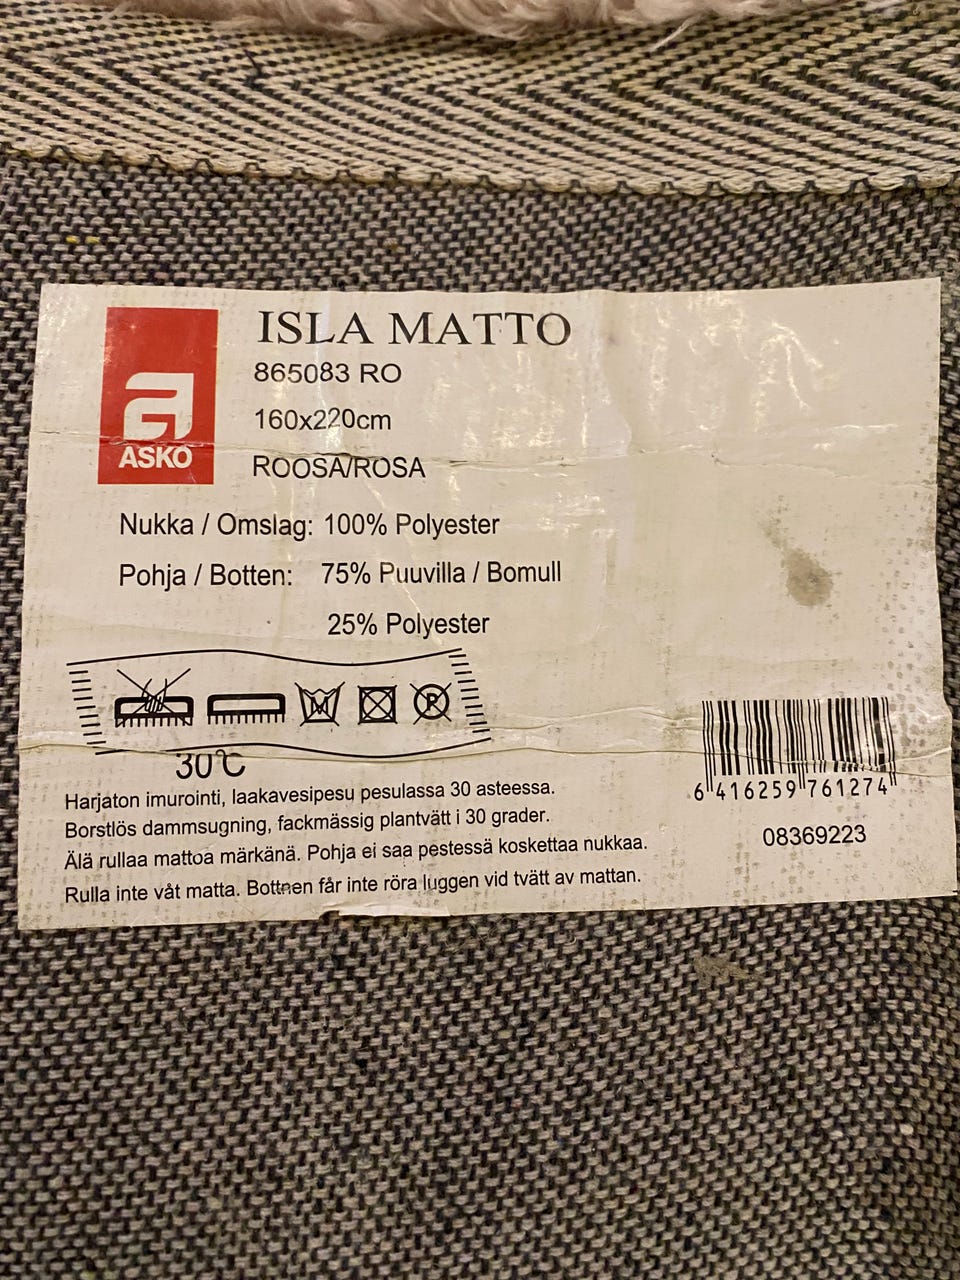 ISLA MATTO
865083 RO
160x220cm
ASKO
ROOSA/ROSA
Nukka / Omslag: 100% Polyester
Pohja / Botten: 75% Puuvilla / Bomull
25% Polyester
P
30°C
Harjaton imurointi, laakavesipesu pesulassa 30 asteessa.
Borstlös dammsugning, fackmässig plantvätt i 30 grader.
Älä rullaa mattoa märkänä. Pohja ei saa pestessä koskettaa nukkaa.
Rulla inte våt matta. Bottnen får inte röra luggen vid tvätt av mattan.
6 416259 761274
08369223